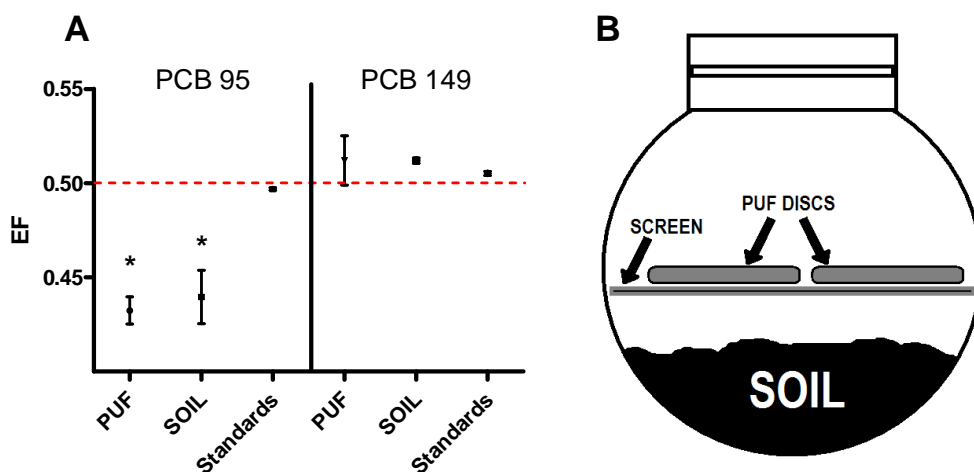 A
PCB 95 PCB 149
EF
0.55
0.50
0.45
*
*
PUF
SOIL
Standards
PUF
SOIL
Standards
B
SCREEN
PUF DISCS
SOIL